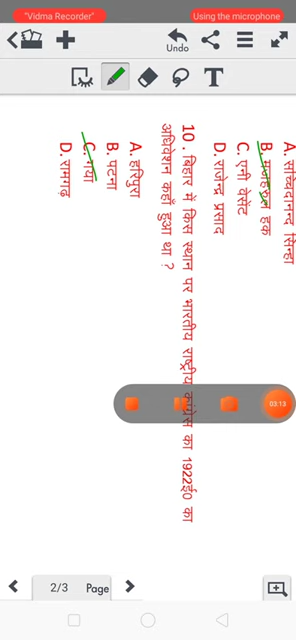 "Vidma Recorder"
Using the microphone
Undo
T
A. सच्चिदानन्द सिन्हा
B. मजहरुल हक
C. एनी बेसेंट
D. राजेन्द्र प्रसाद
10 . बिहार में किस स्थान पर भारतीय राष्ट्रीय कांग्रेस का 1922ई0 का
अधिवेशन कहाँ हुआ था ?
A. हरिपुरा
B. पटना
C. गया
D. रामगढ़
03:13
2/3 Page